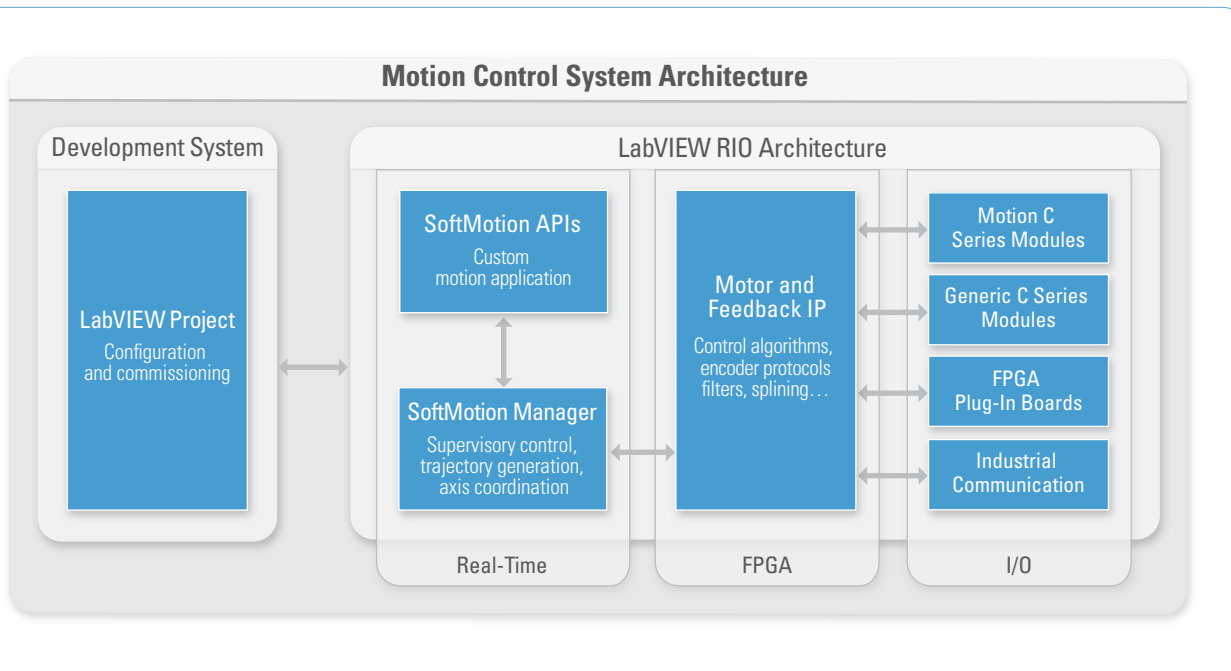 Motion Control System Architecture
Development System
LabVIEW Project
Configuration
and commissioning
LabVIEW RIO Architecture
SoftMotion APIs
Custom
motion application
SoftMotion Manager
Supervisory control,
trajectory generation,
axis coordination
Real-Time
Motor and
Feedback IP
Control algorithms,
encoder protocols
filters, splining...
FPGA
Motion C
Series Modules
Generic C Series
Modules
FPGA
Plug-In Boards
Industrial
Communication
I/O